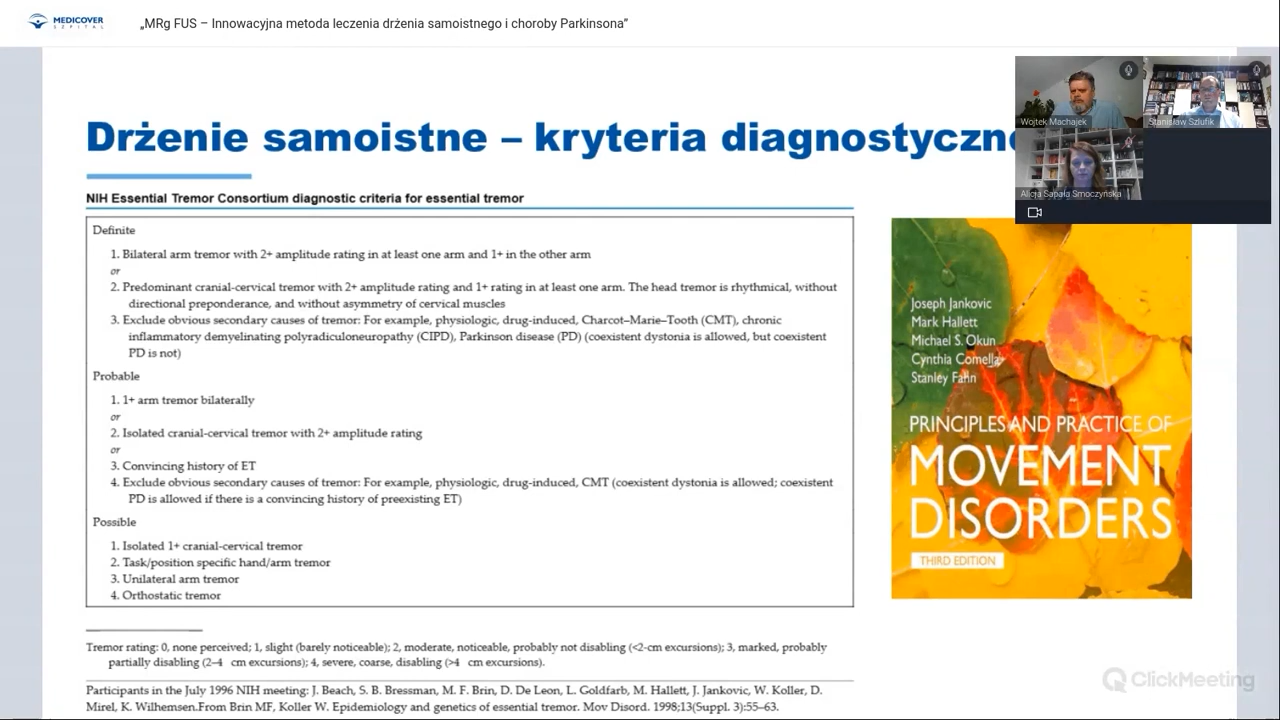 MEDICOVER
SZPITAL
„MRg FUS – Innowacyjna metoda leczenia drżenia samoistnego i choroby Parkinsona”
Wojtek Machajek
Stanisław Szlufik
Alicja Sapała Smoczyńska
Drżenie samoistne – kryteria diagnostyczn
NIH Essential Tremor Consortium diagnostic criteria for essential tremor
Definite
1. Bilateral arm tremor with 2+ amplitude rating in at least one arm and 1+ in the other arm
or
2. Predominant cranial-cervical tremor with 2+ amplitude rating and 1+ rating in at least one arm. The head tremor is rhythmical, without
directional preponderance, and without asymmetry of cervical muscles
3. Exclude obvious secondary causes of tremor: For example, physiologic, drug-induced, Charcot–Marie–Tooth (CMT), chronic
inflammatory demyelinating polyradiculoneuropathy (CIPD), Parkinson disease (PD) (coexistent dystonia is allowed, but coexistent
PD is not)
Probable
1. 1+ arm tremor bilaterally
or
2. Isolated cranial-cervical tremor with 2+ amplitude rating
or
3. Convincing history of ET
4. Exclude obvious secondary causes of tremor: For example, physiologic, drug-induced, CMT (coexistent dystonia is allowed; coexistent
PD is allowed if there is a convincing history of preexisting ET)
Possible
1. Isolated 1+ cranial-cervical tremor
2. Task/position specific hand/arm tremor
3. Unilateral arm tremor
4. Orthostatic tremor
Tremor rating: 0, none perceived; 1, slight (barely noticeable); 2, moderate, noticeable, probably not disabling (<2-cm excursions); 3, marked, probably
partially disabling (2–4 cm excursions); 4, severe, coarse, disabling (>4 cm excursions).
Participants in the July 1996 NIH meeting: J. Beach, S. B. Bressman, M. F. Brin, D. De Leon, L. Goldfarb, M. Hallett, J. Jankovic, W. Koller, D.
Mirel, K. Wilhemsen.From Brin MF, Koller W. Epidemiology and genetics of essential tremor. Mov Disord. 1998;13(Suppl. 3):55–63.
Joseph Jankovic
Mark Hallett
Michael S. Okun
Cynthia Comella
Stanley Fahn
PRINCIPLES AND PRACTICE OF
MOVEMENT
DISORDERS
THIRD EDITION
ClickMeeting